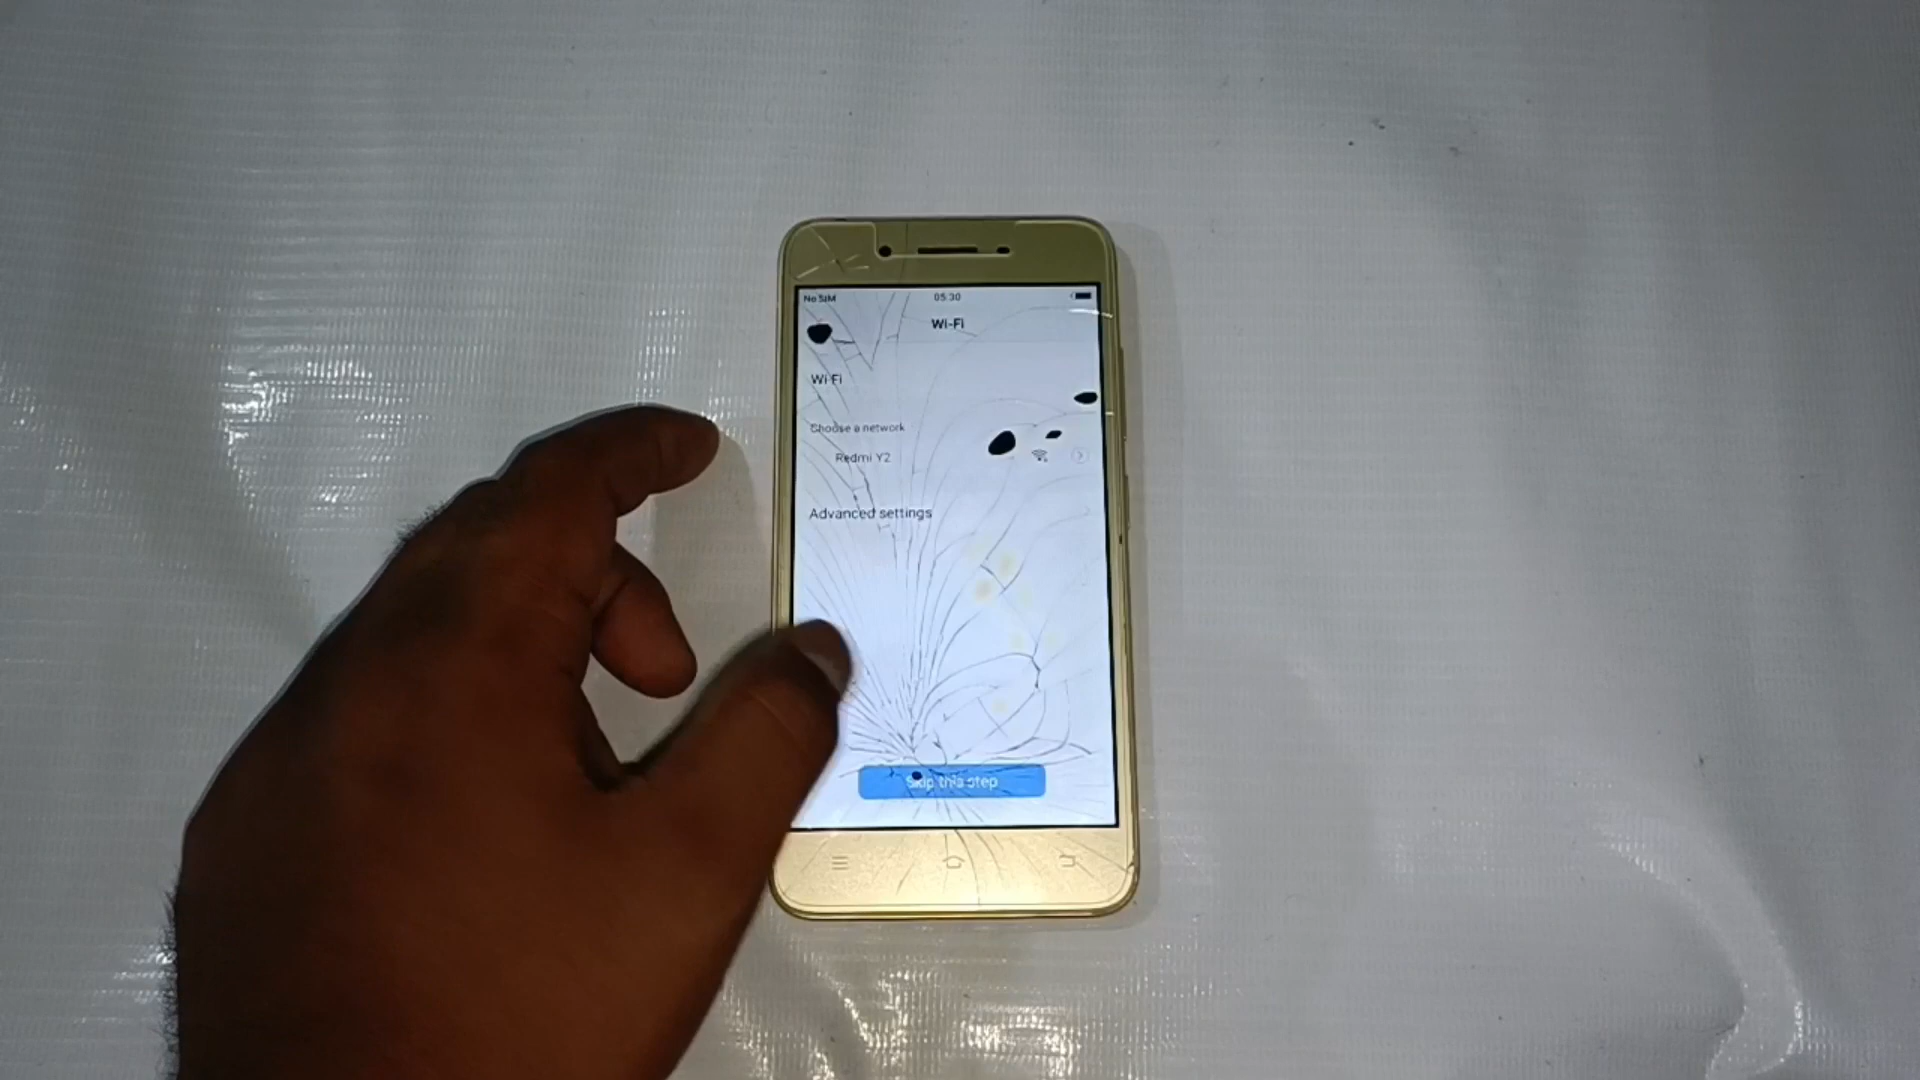 No SIM 05:30
Wi-Fi
Wi-Fi
Choose a network
Redmi Y2
Advanced settings
Skip this step